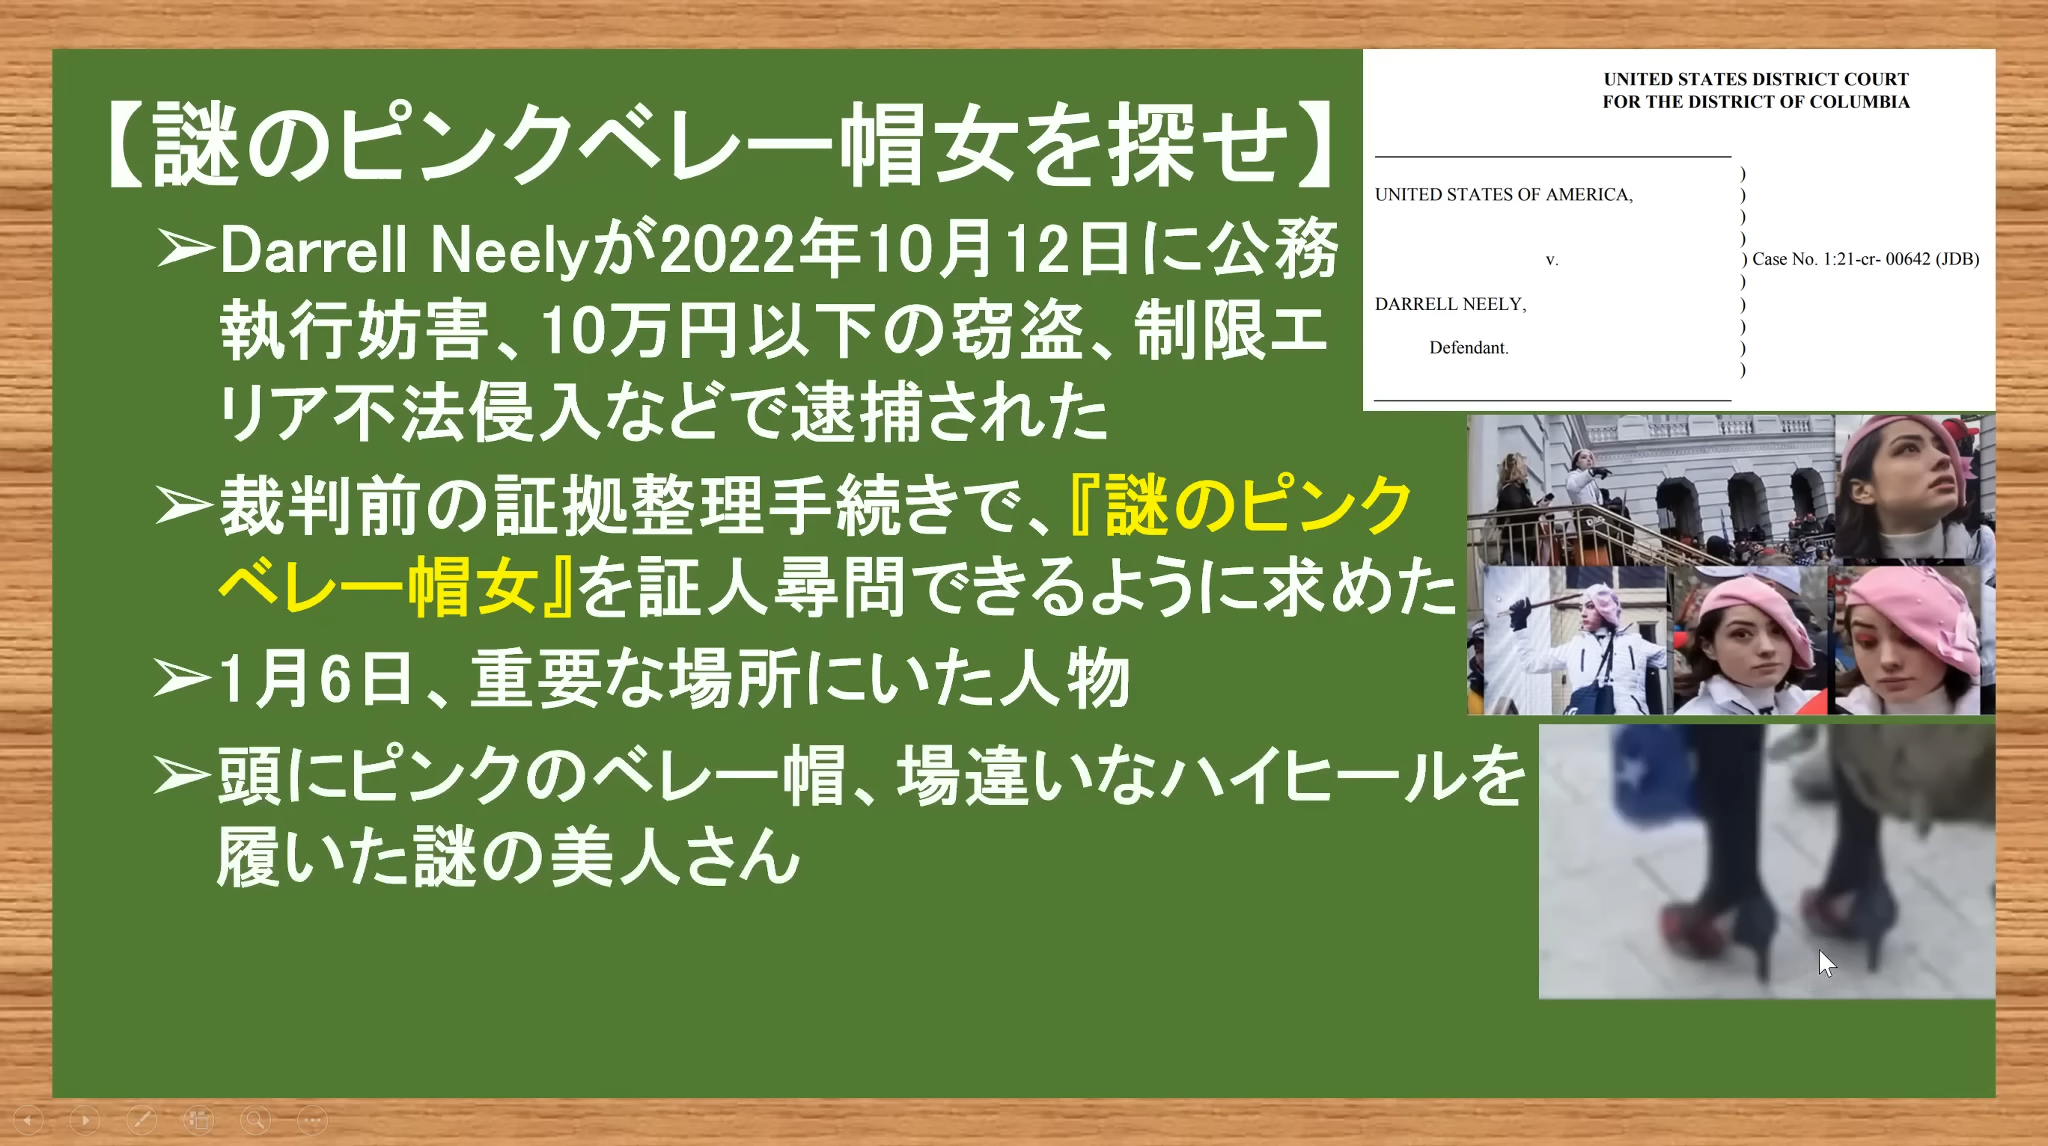 【謎のピンクベレー帽女を探せ】
➢Darrell Neelyが2022年10月12日に公務
執行妨害、10万円以下の窃盗、制限エ
リア不法侵入などで逮捕された
➢裁判前の証拠整理手続きで、『謎のピンク
ベレー帽女』を証人尋問できるように求めた
➢1月6日、重要な場所にいた人物
➢頭にピンクのベレー帽、場違いなハイヒールを
履いた謎の美人さん
UNITED STATES DISTRICT COURT
FOR THE DISTRICT OF COLUMBIA
)
UNITED STATES OF AMERICA, )
)
)
v. ) Case No. 1:21-cr- 00642 (JDB)
)
DARRELL NEELY, )
)
Defendant. )
)